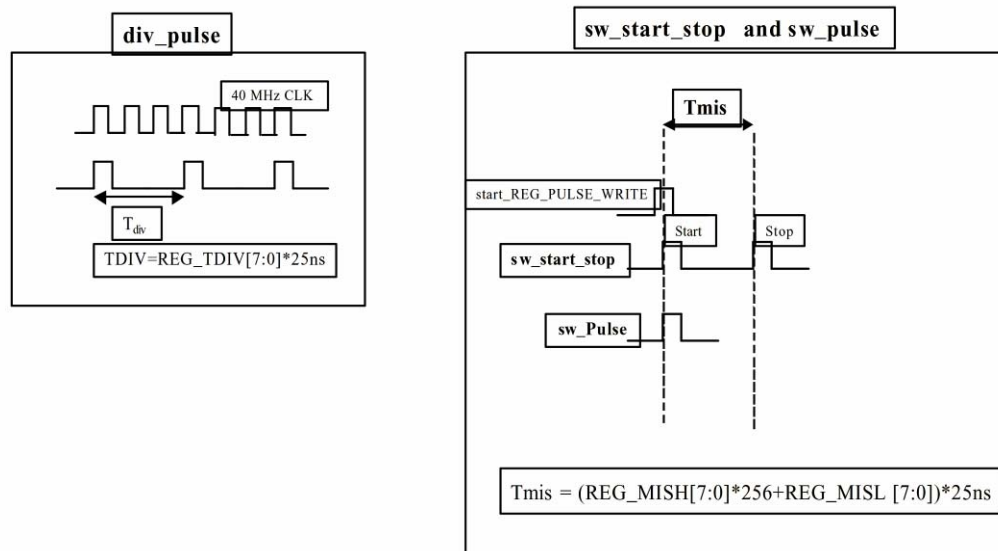 div_pulse
40 MHz CLK
Tdiv
TDIV=REG_TDIV[7:0]*25ns
sw_start_stop and sw_pulse
Tmis
start_REG_PULSE_WRITE
Start
Stop
sw_start_stop
sw_Pulse
Tmis = (REG_MISH[7:0]*256+REG_MISL [7:0])*25ns